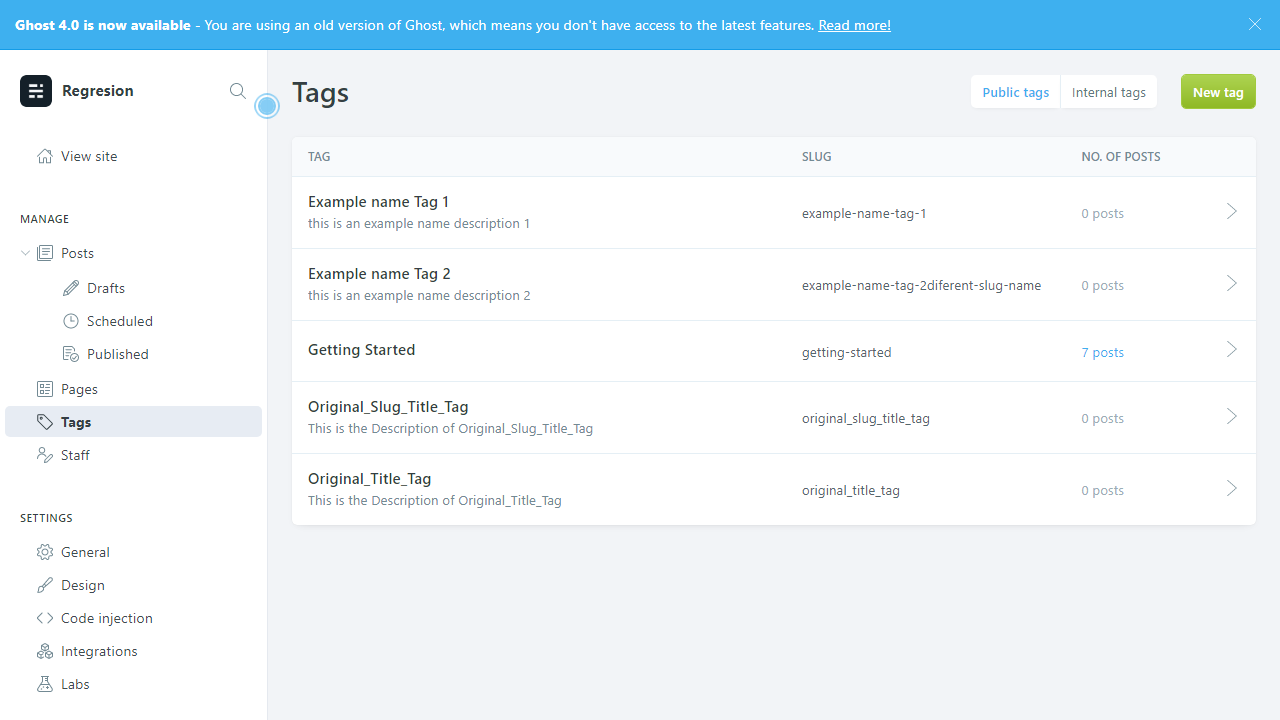 Ghost 4.0 is now available - You are using an old version of Ghost, which means you don't have access to the latest features. Read more!
Regresion
View site
MANAGE
Posts
Drafts
Scheduled
Published
Pages
Tags
Staff
SETTINGS
General
Design
Code injection
Integrations
Labs
Tags
Public tags Internal tags New tag
TAG SLUG NO. OF POSTS
Example name Tag 1
this is an example name description 1
example-name-tag-1 0 posts
Example name Tag 2
this is an example name description 2
example-name-tag-2diferent-slug-name 0 posts
Getting Started getting-started 7 posts
Original_Slug_Title_Tag
This is the Description of Original_Slug_Title_Tag
original_slug_title_tag 0 posts
Original_Title_Tag
This is the Description of Original_Title_Tag
original_title_tag 0 posts